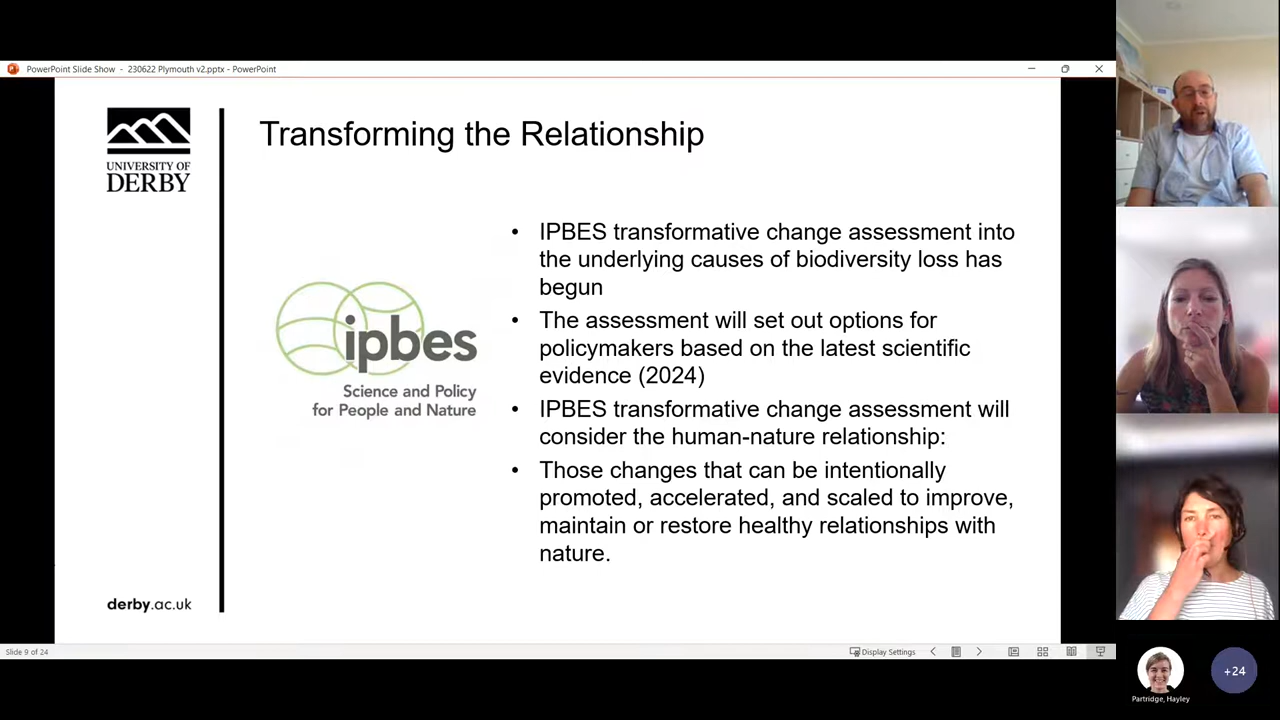 PowerPoint Slide Show - 230622 Plymouth v2.pptx - PowerPoint
UNIVERSITY OF
DERBY
Transforming the Relationship
ipbes
Science and Policy
for People and Nature
• IPBES transformative change assessment into
the underlying causes of biodiversity loss has
begun
• The assessment will set out options for
policymakers based on the latest scientific
evidence (2024)
• IPBES transformative change assessment will
consider the human-nature relationship:
• Those changes that can be intentionally
promoted, accelerated, and scaled to improve,
maintain or restore healthy relationships with
nature.
derby.ac.uk
Slide 9 of 24
Display Settings
Partridge, Hayley
+24